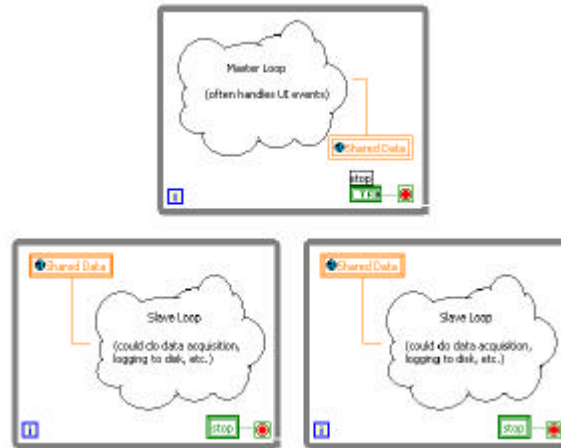 Master Loop
(often handles UI events)
Shared Data
stop
TF
i
Shared Data
Slave Loop
(could do data acquisition,
logging to disk, etc.)
i
stop
Shared Data
Slave Loop
(could do data acquisition,
logging to disk, etc.)
i
stop